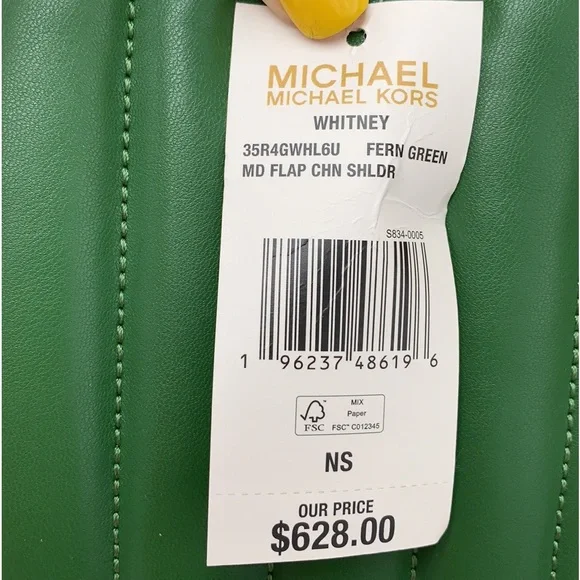 MICHAEL
MICHAEL KORS
WHITNEY
35R4GWHL6U FERN GREEN
MD FLAP CHN SHLDR
S834-0005
1 96237 48619 6
FSC
MIX
Paper
FSC™ C012345
NS
OUR PRICE
$628.00